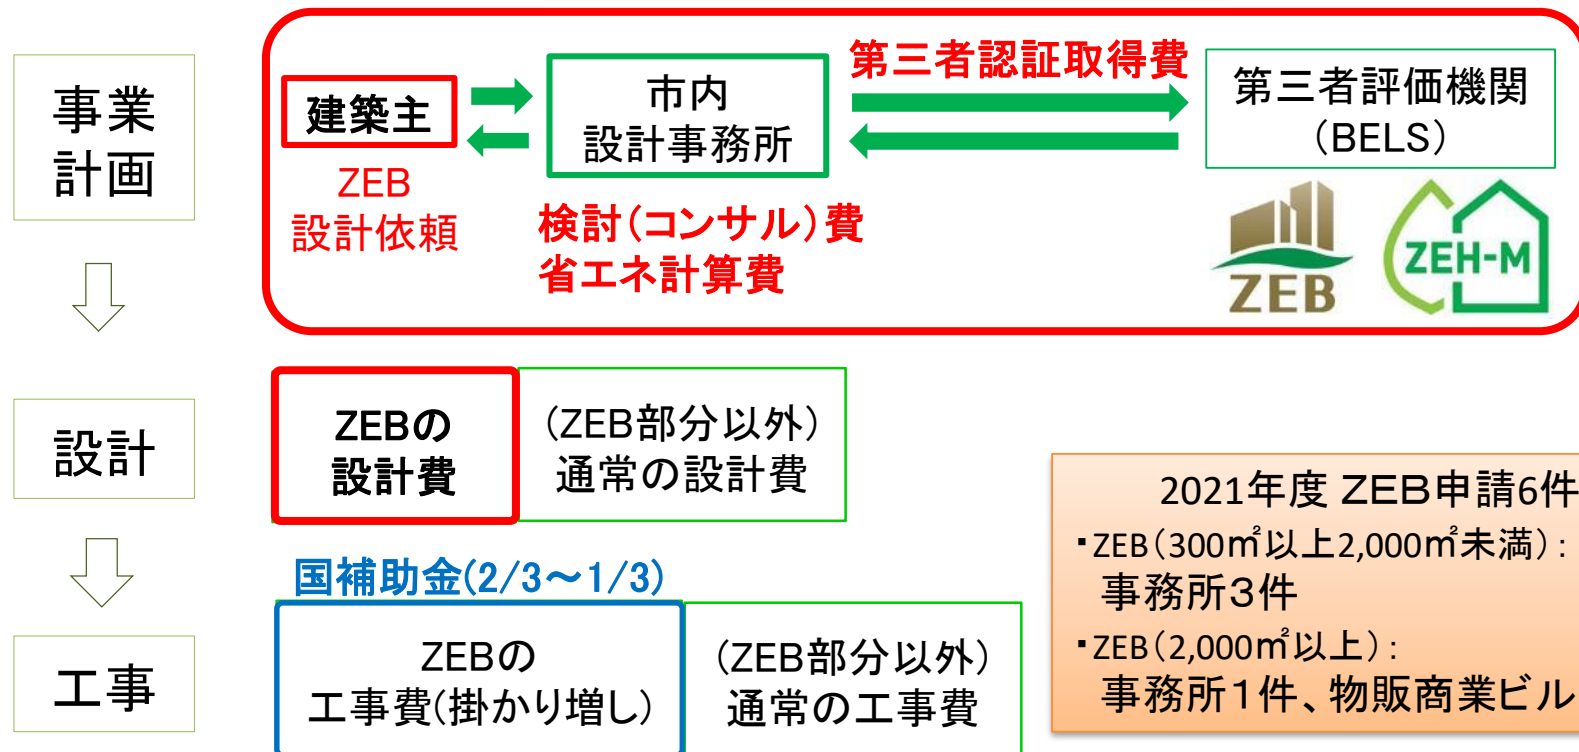 事業
計画
建築主
ZEB
設計依頼
市内
設計事務所
検討(コンサル)費
省エネ計算費
第三者認証取得費
第三者評価機関
(BELS)
ZEB
ZEH-M
設計
ZEBの
設計費
(ZEB部分以外)
通常の設計費
工事
国補助金(2/3～1/3)
ZEBの
工事費(掛かり増し)
(ZEB部分以外)
通常の工事費
2021年度 ZEB申請6件
・ZEB(300㎡以上2,000㎡未満):
事務所3件
・ZEB(2,000㎡以上):
事務所1件、物販商業ビル